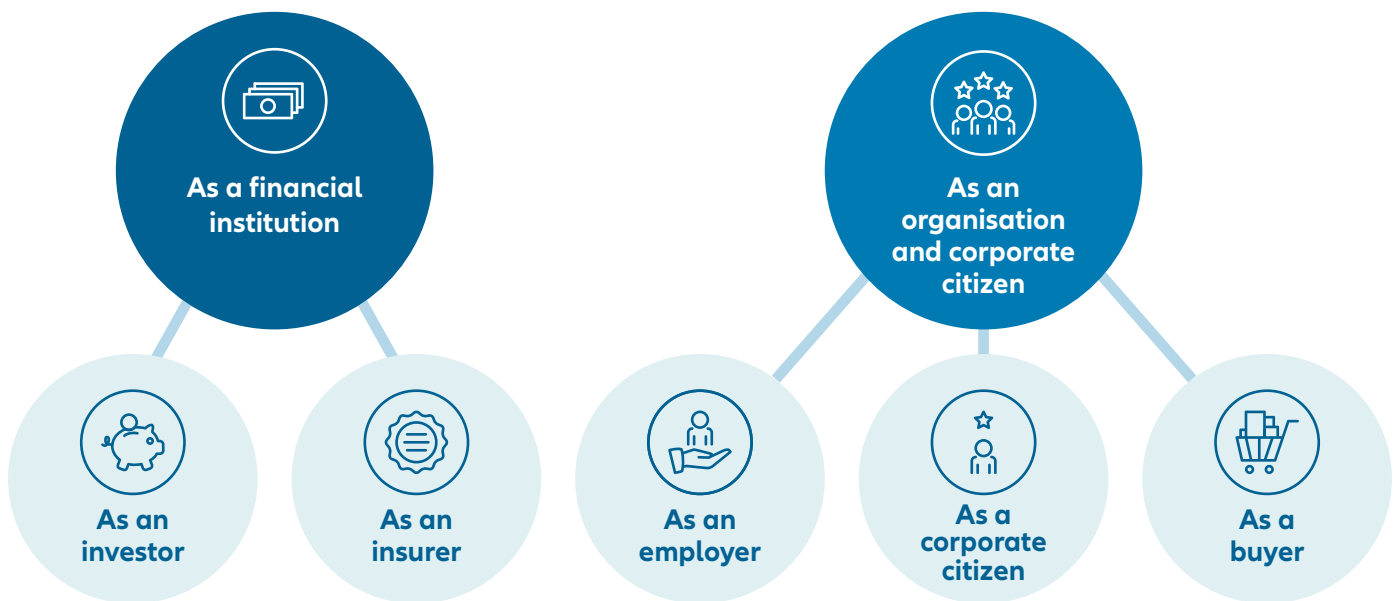 As a financial
institution
As an
organisation
and corporate
citizen
As an
investor
As an
insurer
As an
employer
As a
corporate
citizen
As a
buyer